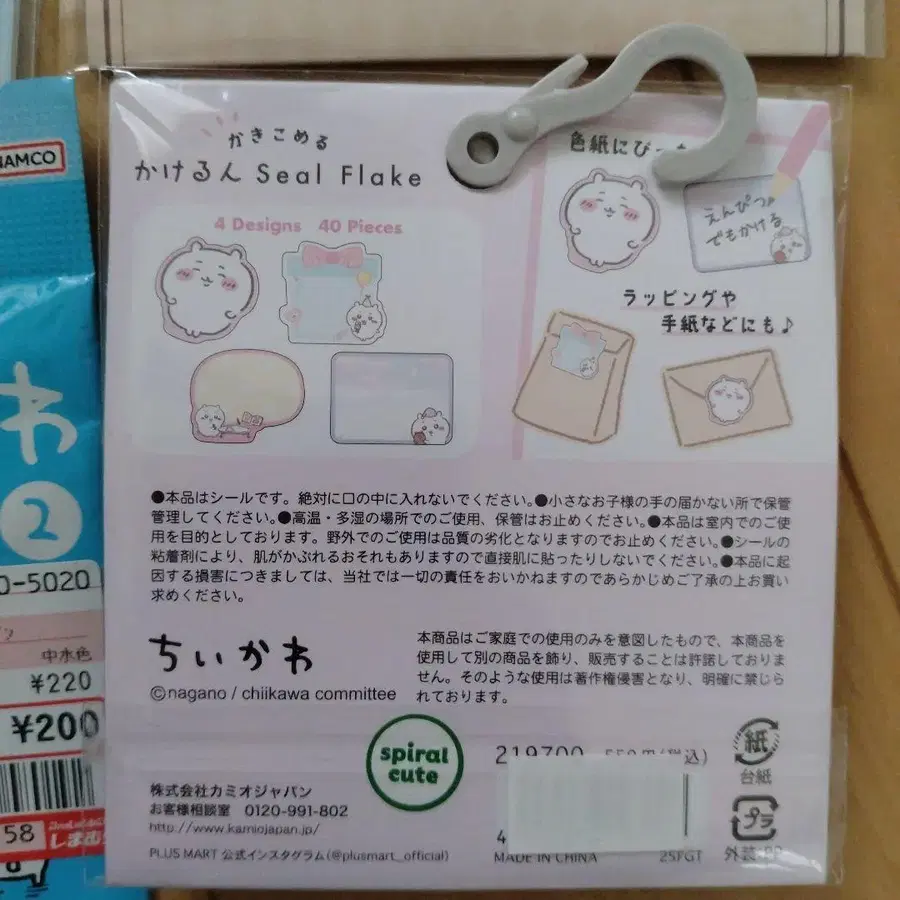 かきこめる
かけるん Seal Flake
4 Designs 40 Pieces
色紙にぴっ
えんぴつ
でもかける
ラッピングや
手紙などにも♪
●本品はシールです。絶対に口の中に入れないでください。●小さなお子様の手の届かない所で保管
管理してください。●高温・多湿の場所でのご使用、保管はお止めください。●本品は室内でのご使
用を目的としております。野外でのご使用は品質の劣化となりますのでお止めください。●シールの
粘着剤により、肌がかぶれるおそれもありますので直接肌に貼ったりしないでください。●本品に起
因する損害につきましては、当社では一切の責任をおいかねますのであらかじめご了承の上お買い
求めください。
ちいかわ
©nagano / chiikawa committee
本商品はご家庭での使用のみを意図したもので、本商品を
使用して別の商品を飾り、販売することは許諾しておりま
せん。そのような使用は著作権侵害となり、明確に禁じら
れております。
spiral
cute
219700 550円(税込)
紙
台紙
プラ
外装:PP
株式会社カミオジャパン
お客様相談室 0120-991-802
http://www.kamiojapan.jp/
PLUS MART 公式インスタグラム(@plusmart_official)
4
MADE IN CHINA
25FGT
NAMCO
わ
2
0-5020
中水色
¥220
¥200
58
しまむ